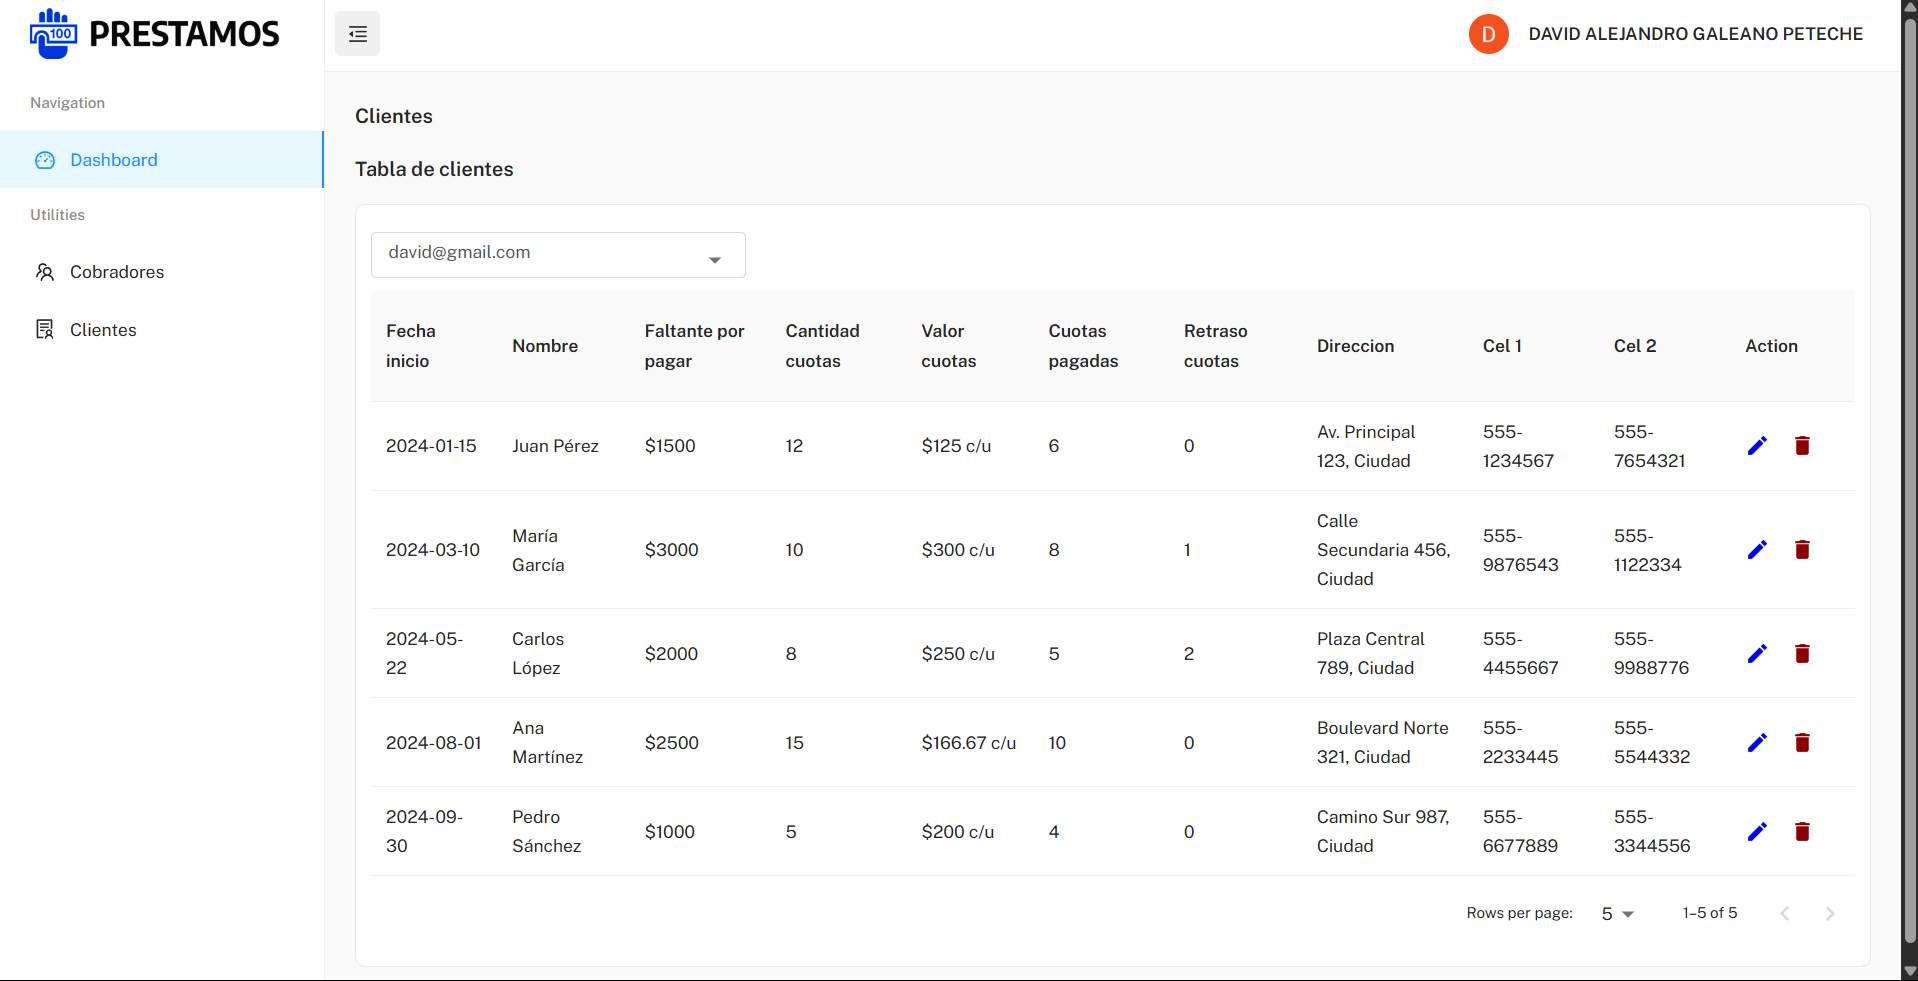 100 PRESTAMOS
D DAVID ALEJANDRO GALEANO PETECHE
Navigation
Dashboard
Utilities
Cobradores
Clientes
Clientes
Tabla de clientes
david@gmail.com
Fecha inicio Nombre Faltante por pagar Cantidad cuotas Valor cuotas Cuotas pagadas Retraso cuotas Direccion Cel 1 Cel 2 Action
2024-01-15 Juan Pérez $1500 12 $125 c/u 6 0 Av. Principal 123, Ciudad 555-1234567 555-7654321
2024-03-10 María García $3000 10 $300 c/u 8 1 Calle Secundaria 456, Ciudad 555-9876543 555-1122334
2024-05-22 Carlos López $2000 8 $250 c/u 5 2 Plaza Central 789, Ciudad 555-4455667 555-9988776
2024-08-01 Ana Martínez $2500 15 $166.67 c/u 10 0 Boulevard Norte 321, Ciudad 555-2233445 555-5544332
2024-09-30 Pedro Sánchez $1000 5 $200 c/u 4 0 Camino Sur 987, Ciudad 555-6677889 555-3344556
Rows per page: 5 1–5 of 5